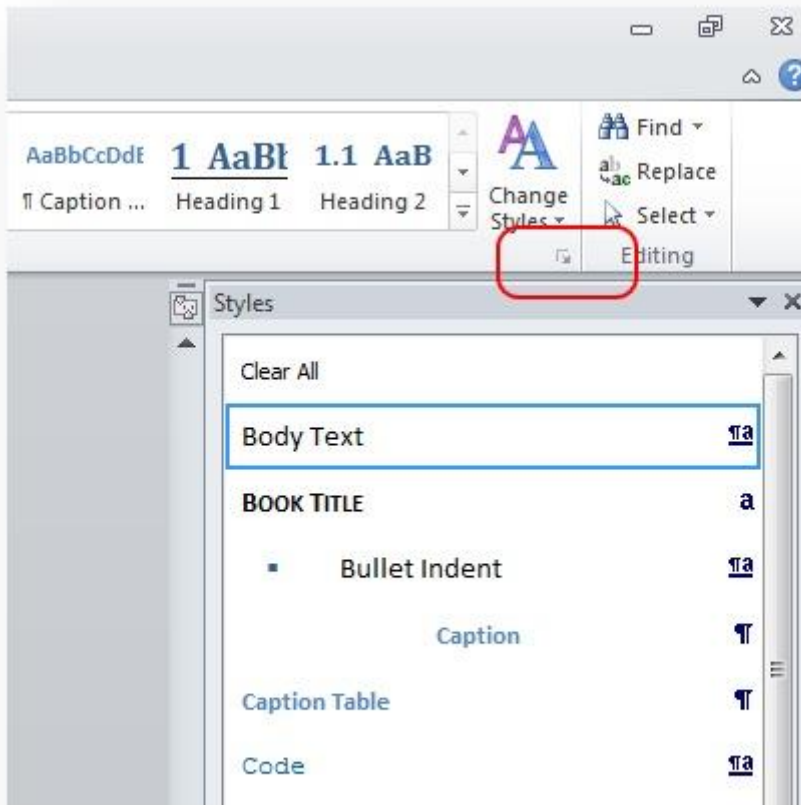 AaBbCcDdE 1 AaBb 1.1 AaB
¶ Caption ... Heading 1 Heading 2
Change
Styles
Find
Replace
Select
Editing
Styles
Clear All
Body Text ¶a
BOOK TITLE a
Bullet Indent ¶a
Caption ¶
Caption Table ¶
Code ¶a